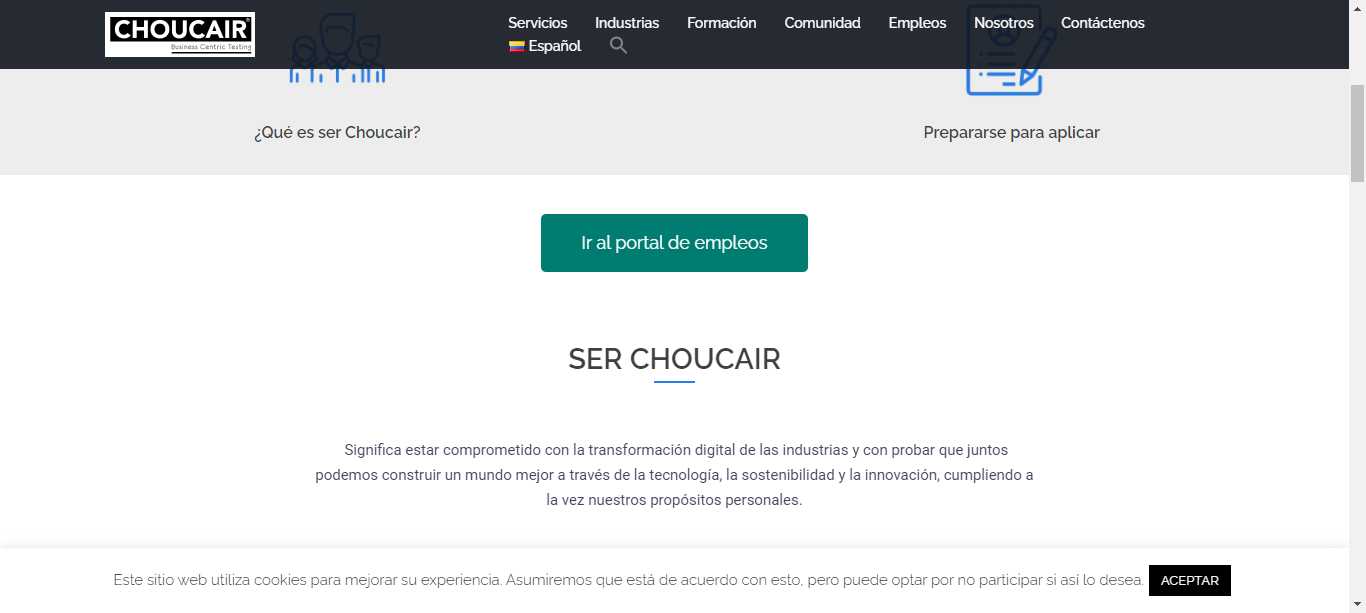 CHOUCAIR®
Business Centric Testing
Servicios Industrias Formación Comunidad Empleos Nosotros Contáctenos
Español
¿Qué es ser Choucair? Prepararse para aplicar
Ir al portal de empleos
SER CHOUCAIR
Significa estar comprometido con la transformación digital de las industrias y con probar que juntos
podemos construir un mundo mejor a través de la tecnología, la sostenibilidad y la innovación, cumpliendo a
la vez nuestros propósitos personales.
Este sitio web utiliza cookies para mejorar su experiencia. Asumiremos que está de acuerdo con esto, pero puede optar por no participar si así lo desea. ACEPTAR